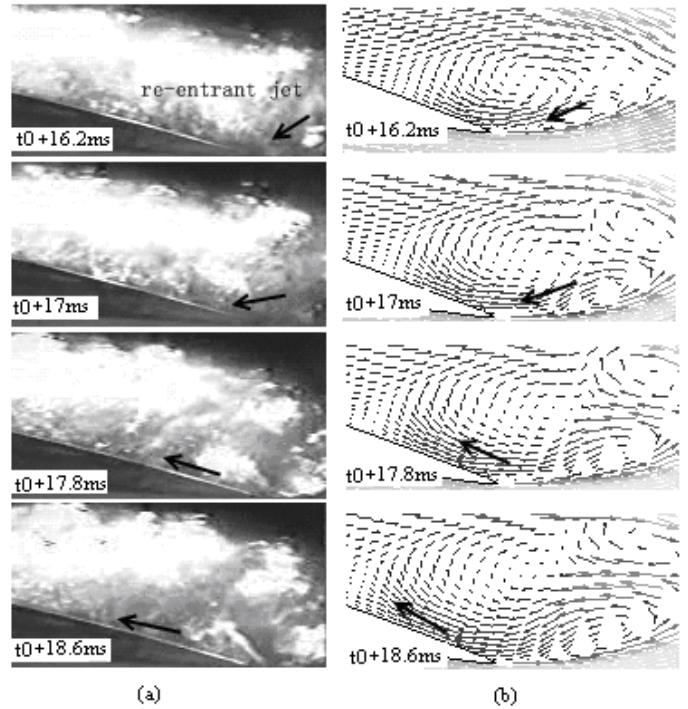 re-entrant jet
t0+16.2ms
t0+16.2ms
t0+17ms
t0+17ms
t0+17.8ms
t0+17.8ms
t0+18.6ms
t0+18.6ms
(a)
(b)